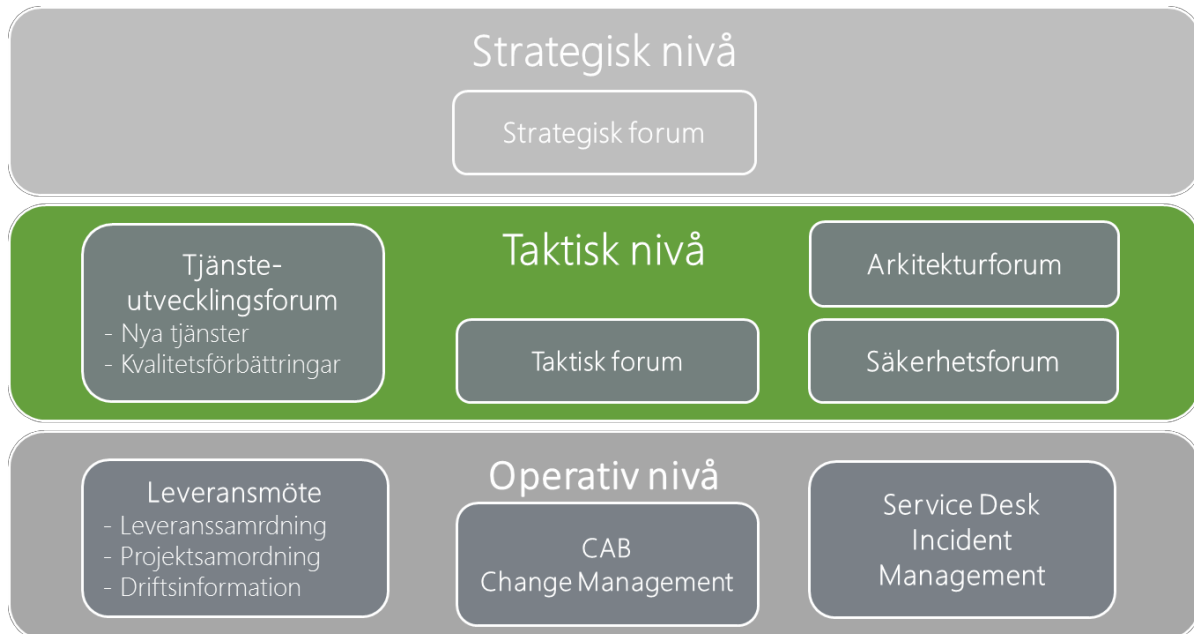 Strategisk nivå
Strategisk forum
Taktisk nivå
Tjänste-
utvecklingsforum
- Nya tjänster
- Kvalitetsförbättringar
Taktisk forum
Arkitekturforum
Säkerhetsforum
Operativ nivå
Leveransmöte
- Leveranssamrdning
- Projektsamordning
- Driftsinformation
CAB
Change Management
Service Desk
Incident
Management